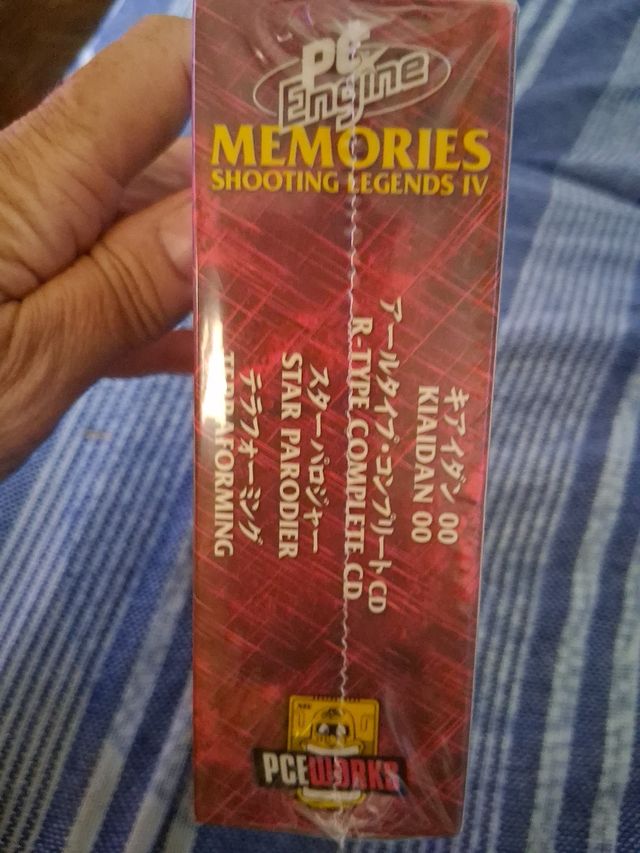 PC
Engine
MEMORIES
SHOOTING LEGENDS IV
キアイダン 00
KIAIDAN 00
アールタイプ・コンプリートCD
R-TYPE COMPLETE CD
スターパロジャー
STAR PARODIER
テラフォーミング
TERRAFORMING
PCEWORKS